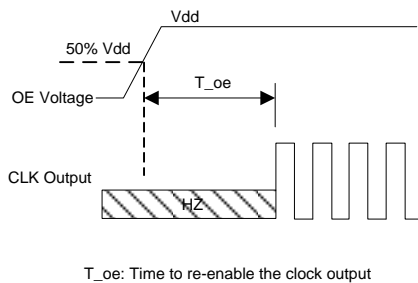 Vdd
50% Vdd
T_oe
OE Voltage
CLK Output
HZ
T_oe: Time to re-enable the clock output